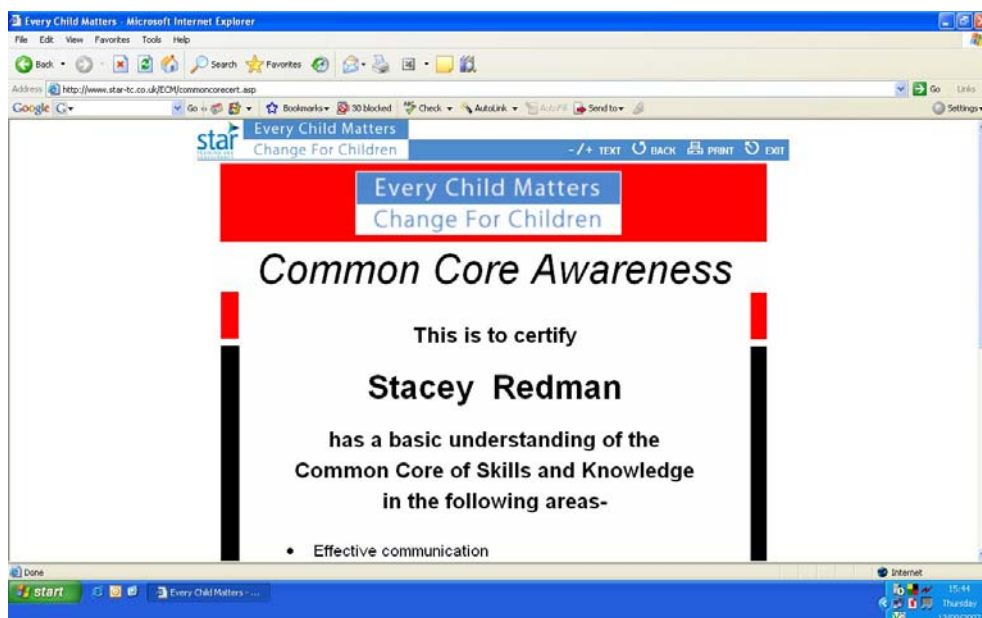 Every Child Matters - Microsoft Internet Explorer
File Edit View Favorites Tools Help
Back Search Favorites
Address http://www.star-tc.co.uk/ECM/commoncorecert.asp Go Links
Google G Go Bookmarks 30 blocked Check AutoLink AutoFill Send to Settings
star Every Child Matters
Change For Children -/+ TEXT BACK PRINT EXIT
Every Child Matters
Change For Children
Common Core Awareness
This is to certify
Stacey Redman
has a basic understanding of the
Common Core of Skills and Knowledge
in the following areas-
• Effective communication
Done Internet
start Every Child Matters - ... 15:44
Thursday